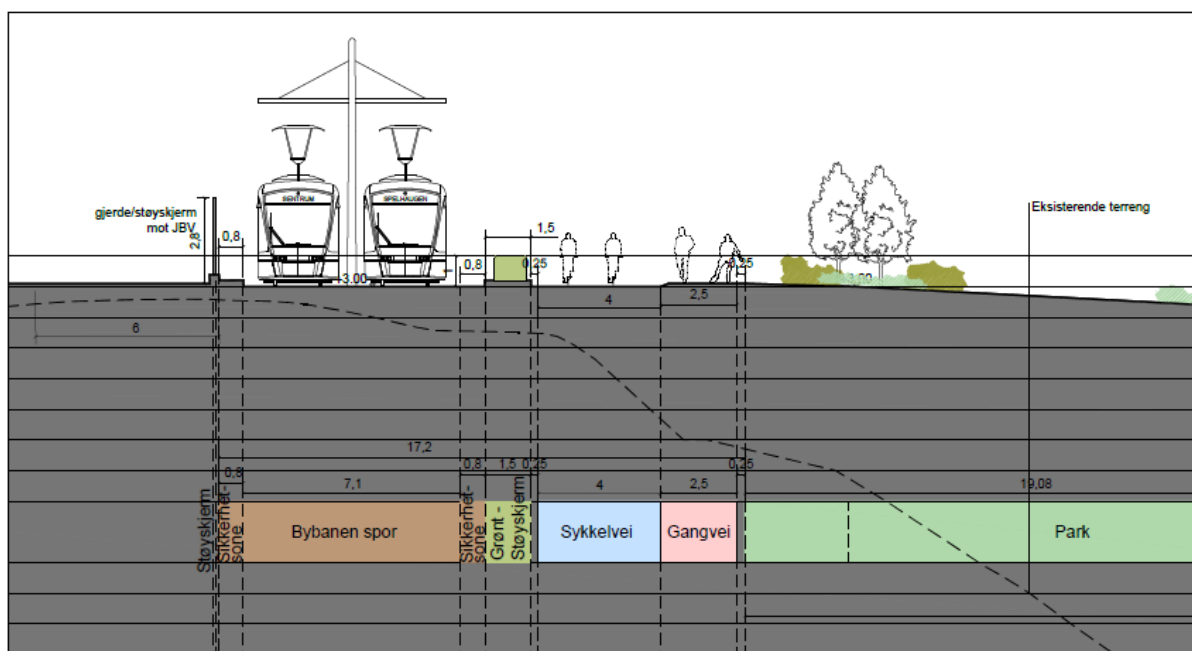 SENTRUM
SPELHAUGEN
gjerde/støyskjerm
mot JBV
2,8
0,8
1,5
Eksisterende terreng
3.00
0,8
0,25
0,25
3.00
4
2,5
6
17,2
0,8
7,1
0,8
1,5
0,25
4
2,5
0,25
19,08
Støyskjerm
Sikkerhet-
sone
Bybanen spor
Sikkerhet-
sone
Grønt -
Støyskjerm
Sykkelvei
Gangvei
Park